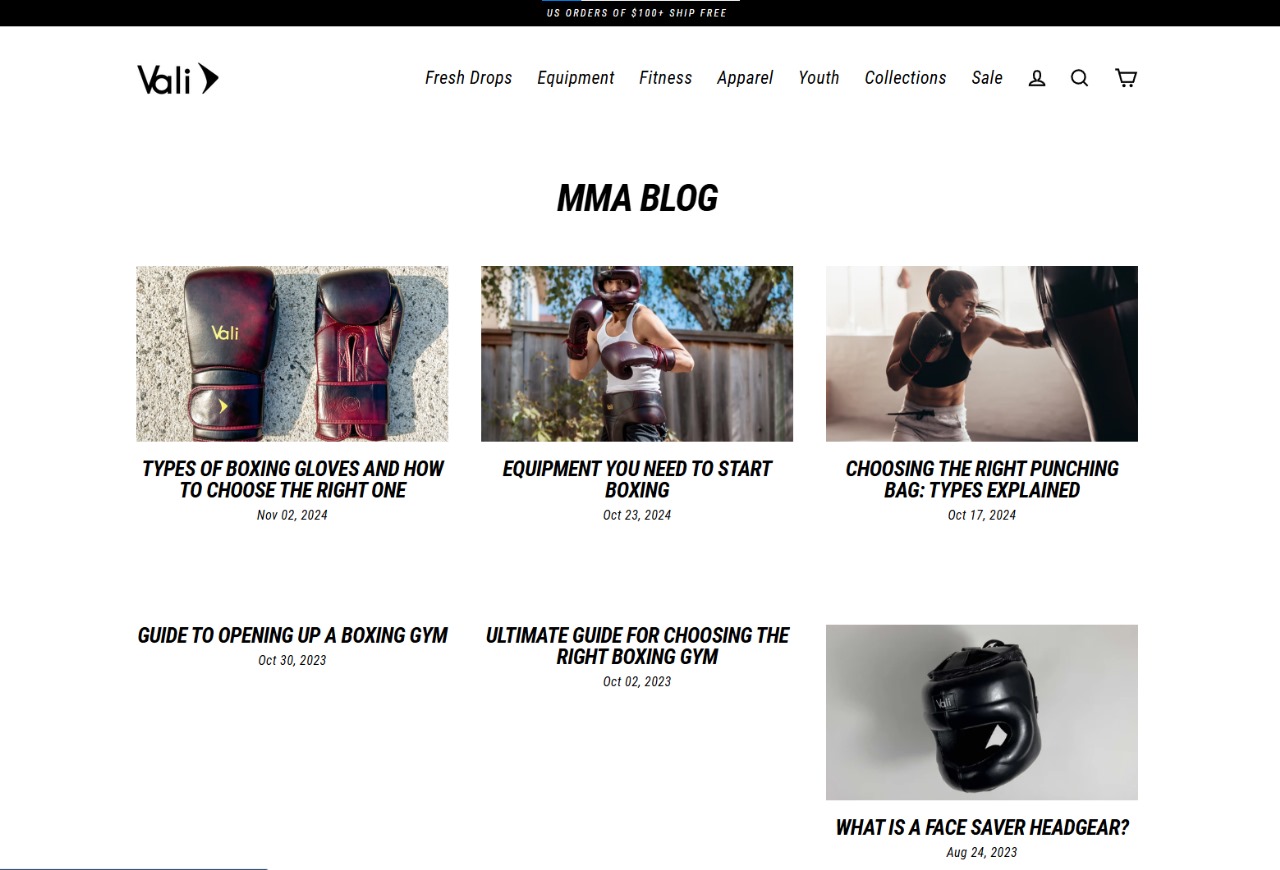 US ORDERS OF $100+ SHIP FREE
Vali
Fresh Drops Equipment Fitness Apparel Youth Collections Sale
MMA BLOG
Vali
TYPES OF BOXING GLOVES AND HOW
TO CHOOSE THE RIGHT ONE
Nov 02, 2024
EQUIPMENT YOU NEED TO START
BOXING
Oct 23, 2024
CHOOSING THE RIGHT PUNCHING
BAG: TYPES EXPLAINED
Oct 17, 2024
GUIDE TO OPENING UP A BOXING GYM
Oct 30, 2023
ULTIMATE GUIDE FOR CHOOSING THE
RIGHT BOXING GYM
Oct 02, 2023
Vali
WHAT IS A FACE SAVER HEADGEAR?
Aug 24, 2023